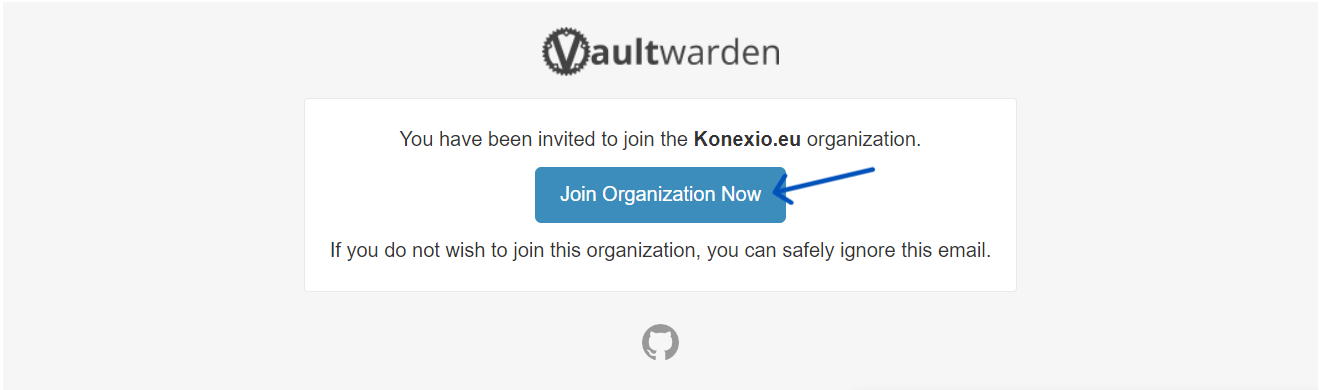 Vaultwarden
You have been invited to join the Konexio.eu organization.
Join Organization Now
If you do not wish to join this organization, you can safely ignore this email.